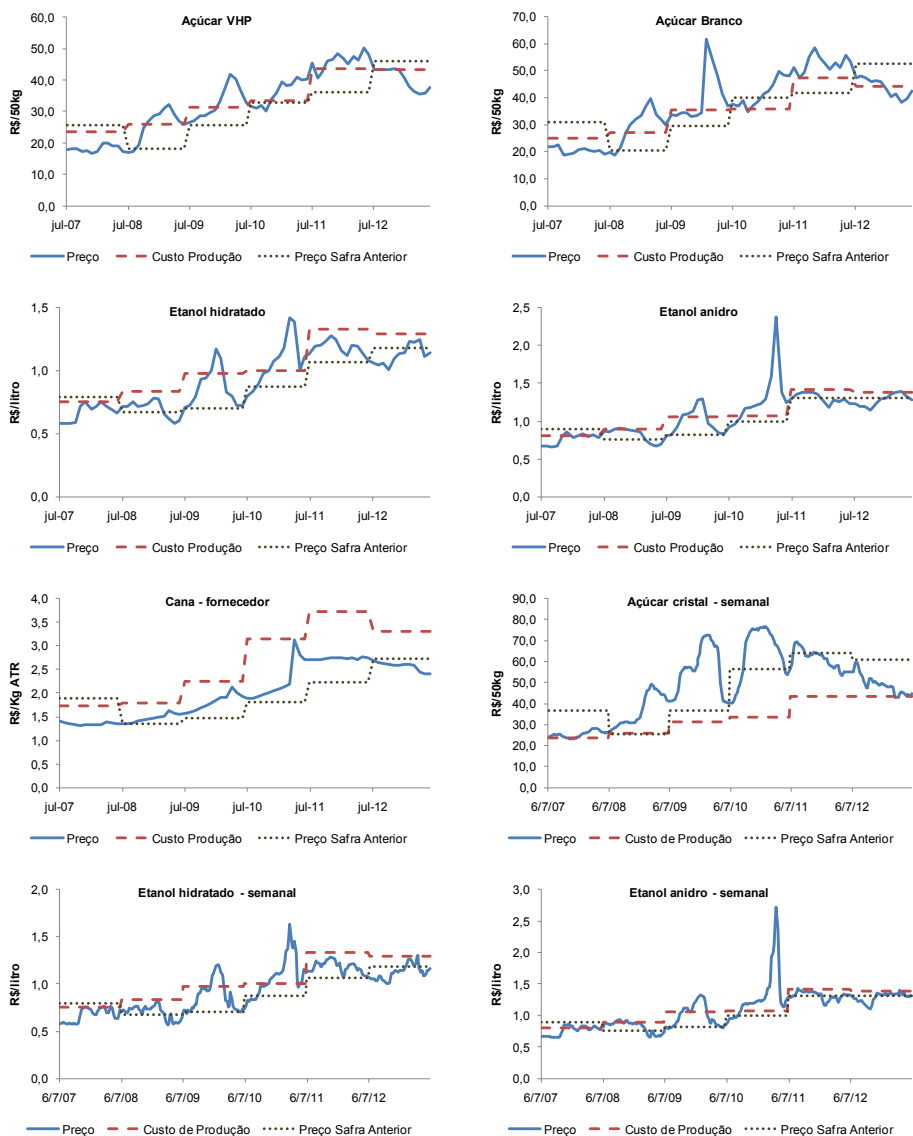 Açúcar VHP
R$/50kg
60,0
50,0
40,0
30,0
20,0
10,0
0,0
jul-07 jul-08 jul-09 jul-10 jul-11 jul-12
Preço Custo Produção Preço Safra Anterior
Açúcar Branco
R$/50kg
70,0
60,0
50,0
40,0
30,0
20,0
10,0
0,0
jul-07 jul-08 jul-09 jul-10 jul-11 jul-12
Preço Custo Produção Preço Safra Anterior
Etanol hidratado
R$/litro
1,5
1,0
0,5
0,0
jul-07 jul-08 jul-09 jul-10 jul-11 jul-12
Preço Custo Produção Preço Safra Anterior
Etanol anidro
R$/litro
2,5
2,0
1,5
1,0
0,5
0,0
jul-07 jul-08 jul-09 jul-10 jul-11 jul-12
Preço Custo Produção Preço Safra Anterior
Cana - fornecedor
R$/Kg ATR
4,0
3,5
3,0
2,5
2,0
1,5
1,0
0,5
0,0
jul-07 jul-08 jul-09 jul-10 jul-11 jul-12
Preço Custo Produção Preço Safra Anterior
Açúcar cristal - semanal
R$/50kg
90,0
80,0
70,0
60,0
50,0
40,0
30,0
20,0
10,0
0,0
6/7/07 6/7/08 6/7/09 6/7/10 6/7/11 6/7/12
Preço Custo de Produção Preço Safra Anterior
Etanol hidratado - semanal
R$/litro
2,0
1,5
1,0
0,5
0,0
6/7/07 6/7/08 6/7/09 6/7/10 6/7/11 6/7/12
Preço Custo de Produção Preço Safra Anterior
Etanol anidro - semanal
R$/litro
3,0
2,5
2,0
1,5
1,0
0,5
0,0
6/7/07 6/7/08 6/7/09 6/7/10 6/7/11 6/7/12
Preço Custo de Produção Preço Safra Anterior